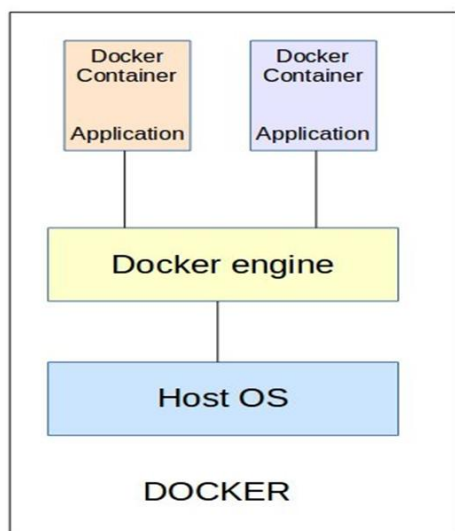 Docker
Container
Application
Docker
Container
Application
Docker engine
Host OS
DOCKER